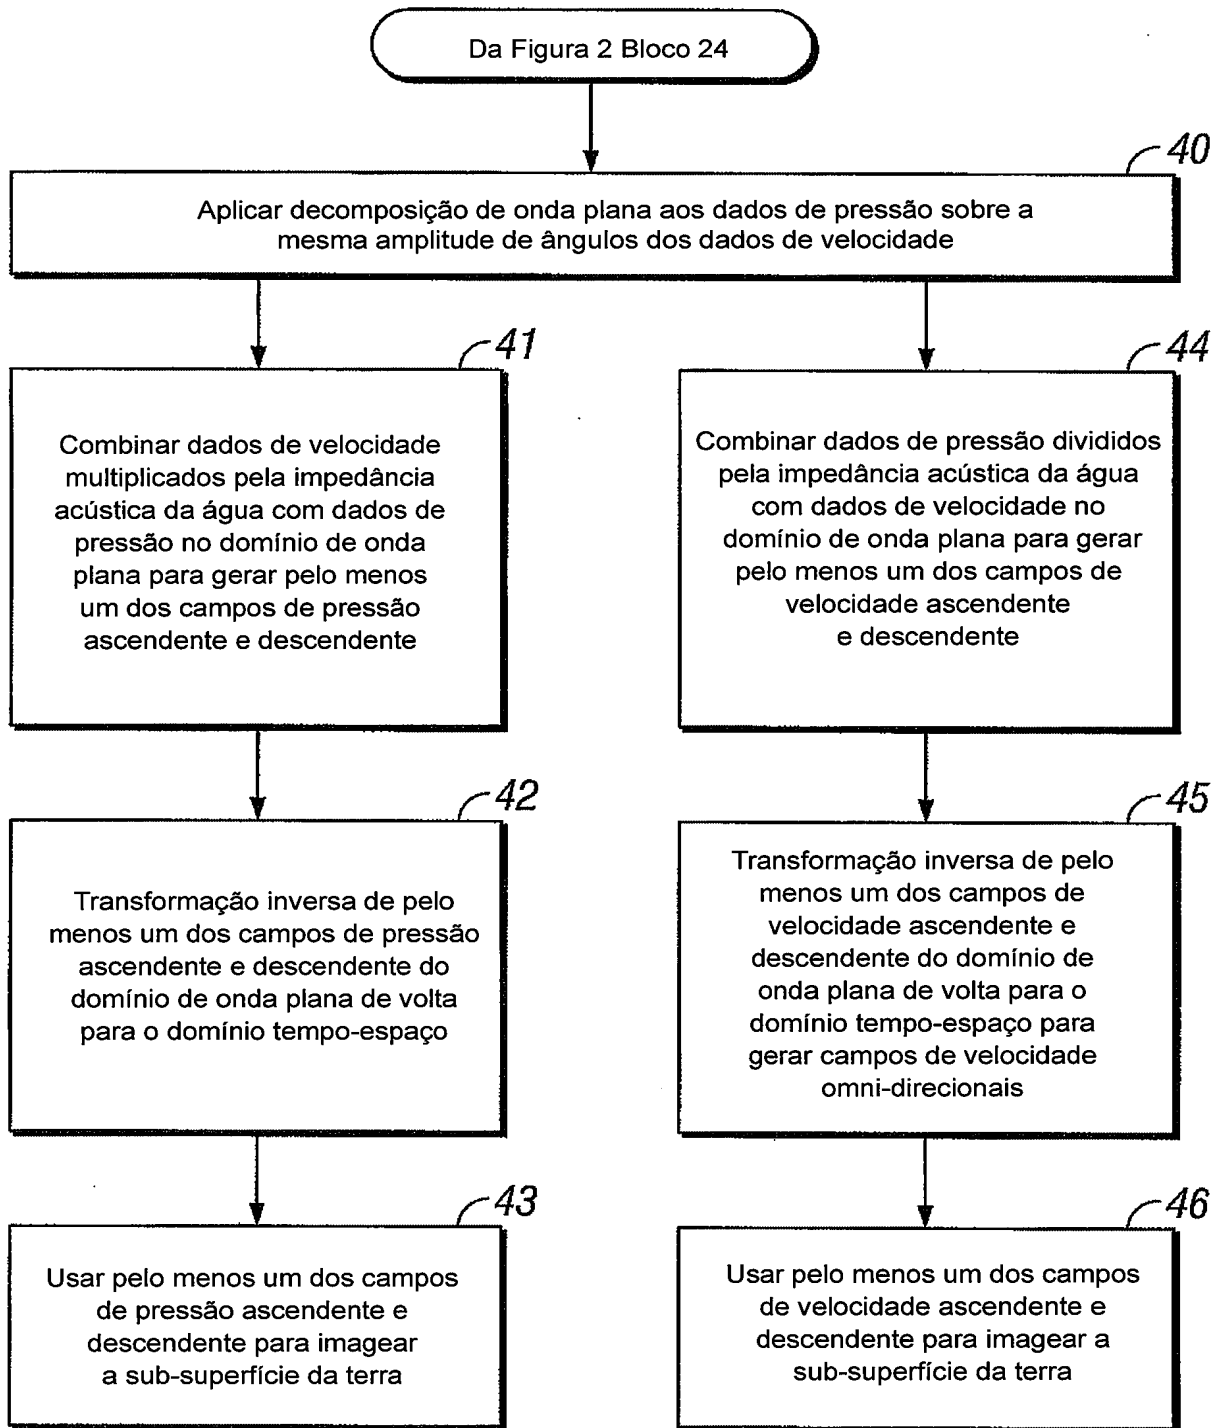 Da Figura 2 Bloco 24
40
Aplicar decomposição de onda plana aos dados de pressão sobre a
mesma amplitude de ângulos dos dados de velocidade
41
Combinar dados de velocidade
multiplicados pela impedância
acústica da água com dados de
pressão no domínio de onda
plana para gerar pelo menos
um dos campos de pressão
ascendente e descendente
44
Combinar dados de pressão divididos
pela impedância acústica da água
com dados de velocidade no
domínio de onda plana para gerar
pelo menos um dos campos de
velocidade ascendente
e descendente
42
Transformação inversa de pelo
menos um dos campos de pressão
ascendente e descendente do
domínio de onda plana de volta
para o domínio tempo-espaço
45
Transformação inversa de pelo
menos um dos campos de
velocidade ascendente e
descendente do domínio de
onda plana de volta para o
domínio tempo-espaço para
gerar campos de velocidade
omni-direcionais
43
Usar pelo menos um dos campos
de pressão ascendente e
descendente para imagear
a sub-superfície da terra
46
Usar pelo menos um dos campos
de velocidade ascendente e
descendente para imagear a
sub-superfície da terra